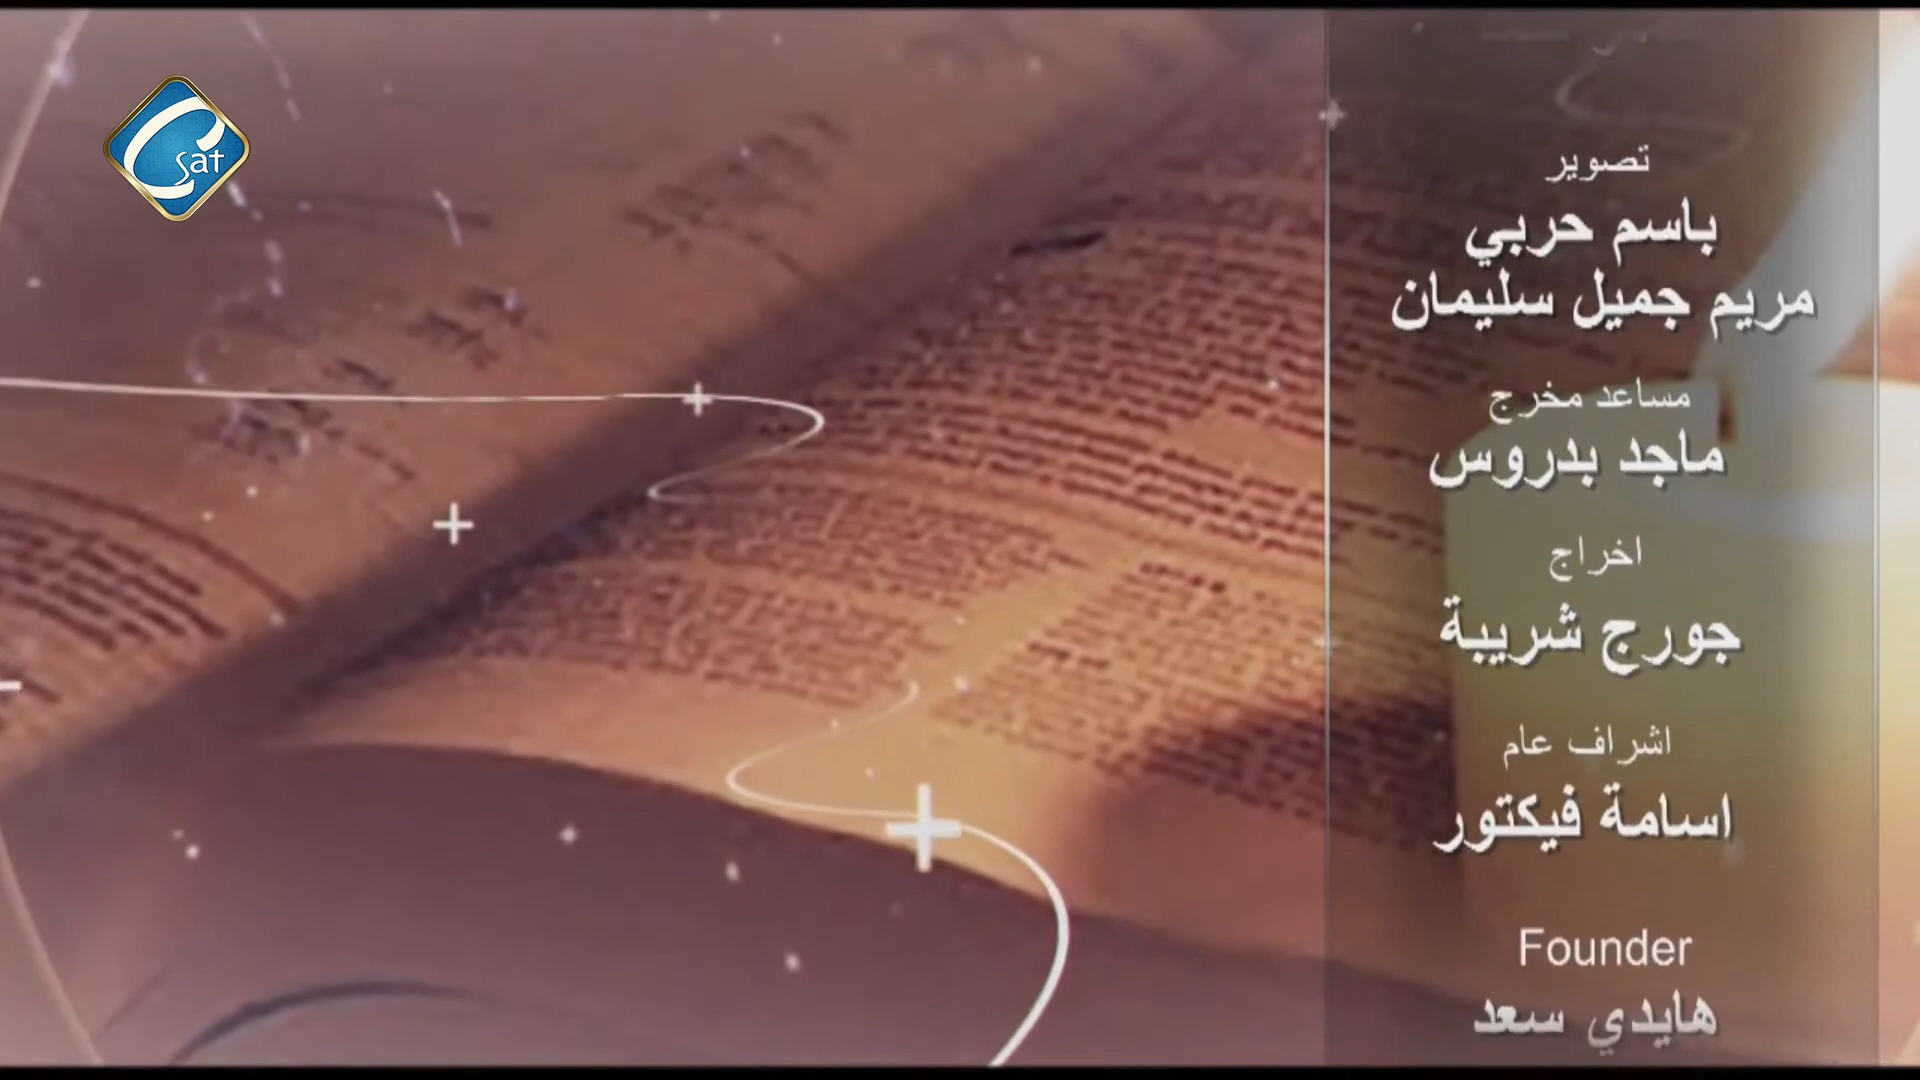 C sat
تصوير
باسم حربي
مريم جميل سليمان
مساعد مخرج
ماجد بدروس
اخراج
جورج شريبة
اشراف عام
اسامة فيكتور
Founder
هايدي سعد